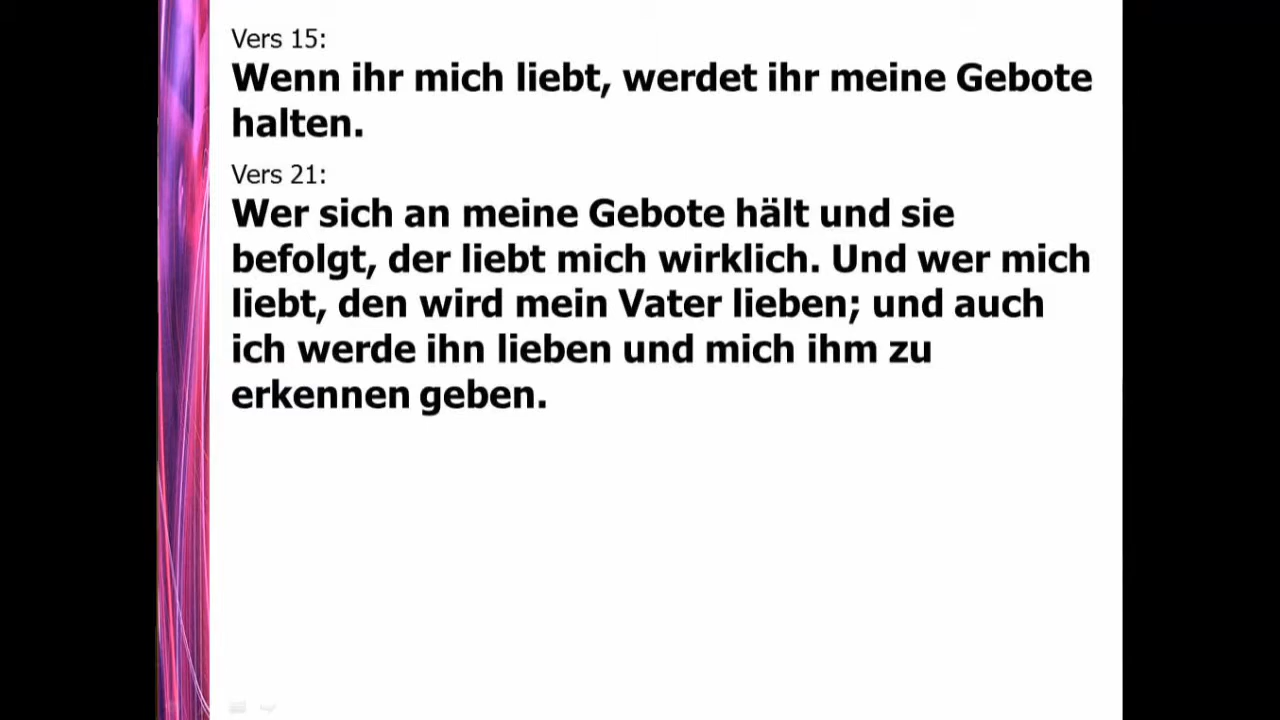 Vers 15:
Wenn ihr mich liebt, werdet ihr meine Gebote
halten.
Vers 21:
Wer sich an meine Gebote hält und sie
befolgt, der liebt mich wirklich. Und wer mich
liebt, den wird mein Vater lieben; und auch
ich werde ihn lieben und mich ihm zu
erkennen geben.